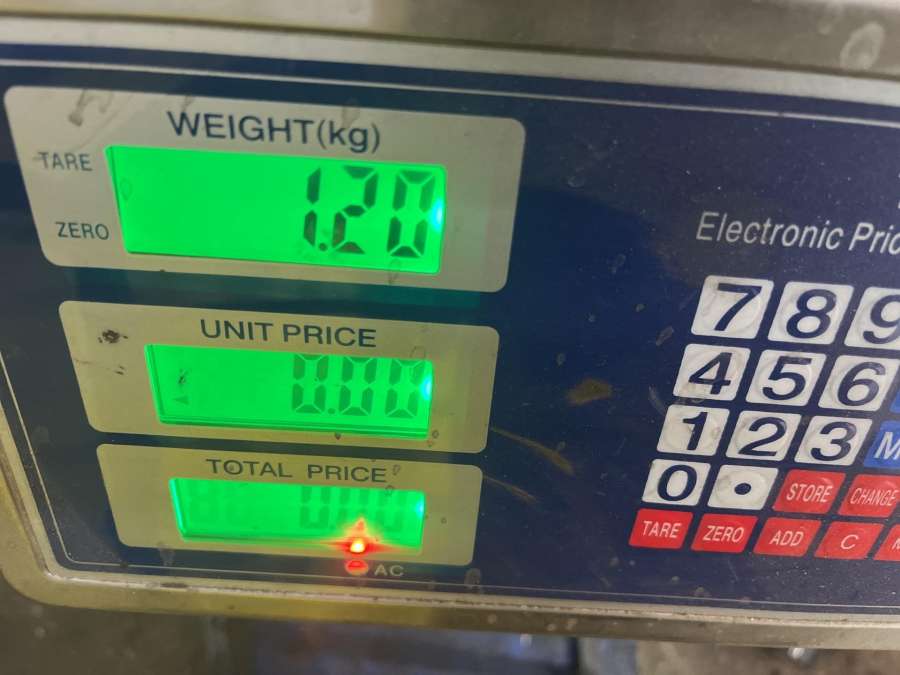 WEIGHT(kg)
TARE
1.20
ZERO
UNIT PRICE
0.00
TOTAL PRICE
0.00
AC
Electronic
7 8 9
4 5 6
1 2 3
0 . STORE CHANGE
TARE ZERO ADD C